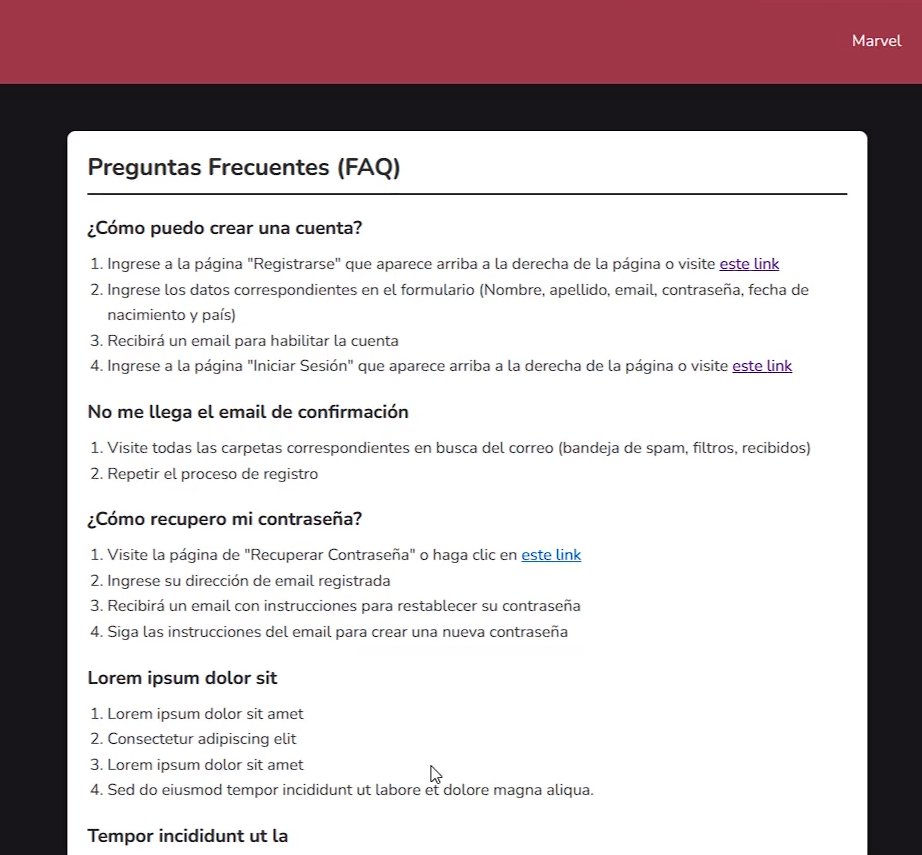 Marvel
Preguntas Frecuentes (FAQ)
¿Cómo puedo crear una cuenta?
1. Ingrese a la página "Registrarse" que aparece arriba a la derecha de la página o visite este link
2. Ingrese los datos correspondientes en el formulario (Nombre, apellido, email, contraseña, fecha de
nacimiento y país)
3. Recibirá un email para habilitar la cuenta
4. Ingrese a la página "Iniciar Sesión" que aparece arriba a la derecha de la página o visite este link
No me llega el email de confirmación
1. Visite todas las carpetas correspondientes en busca del correo (bandeja de spam, filtros, recibidos)
2. Repetir el proceso de registro
¿Cómo recupero mi contraseña?
1. Visite la página de "Recuperar Contraseña" o haga clic en este link
2. Ingrese su dirección de email registrada
3. Recibirá un email con instrucciones para restablecer su contraseña
4. Siga las instrucciones del email para crear una nueva contraseña
Lorem ipsum dolor sit
1. Lorem ipsum dolor sit amet
2. Consectetur adipiscing elit
3. Lorem ipsum dolor sit amet
4. Sed do eiusmod tempor incididunt ut labore et dolore magna aliqua.
Tempor incididunt ut la